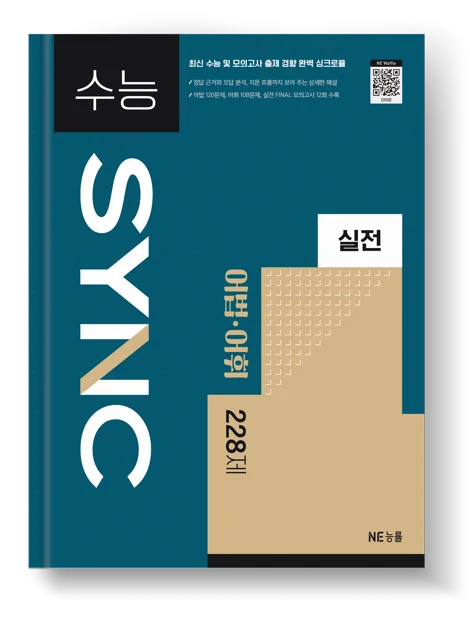 수능
최신 수능 및 모의고사 출제 경향 완벽 싱크로율
정답 근거와 오답 분석, 지문 흐름까지 보여 주는 상세한 해설
어법 120문제, 어휘 108문제, 실전 FINAL 모의고사 12회 수록
NE Waffle
SYNC
실전
어법·어휘
228제
NE능률